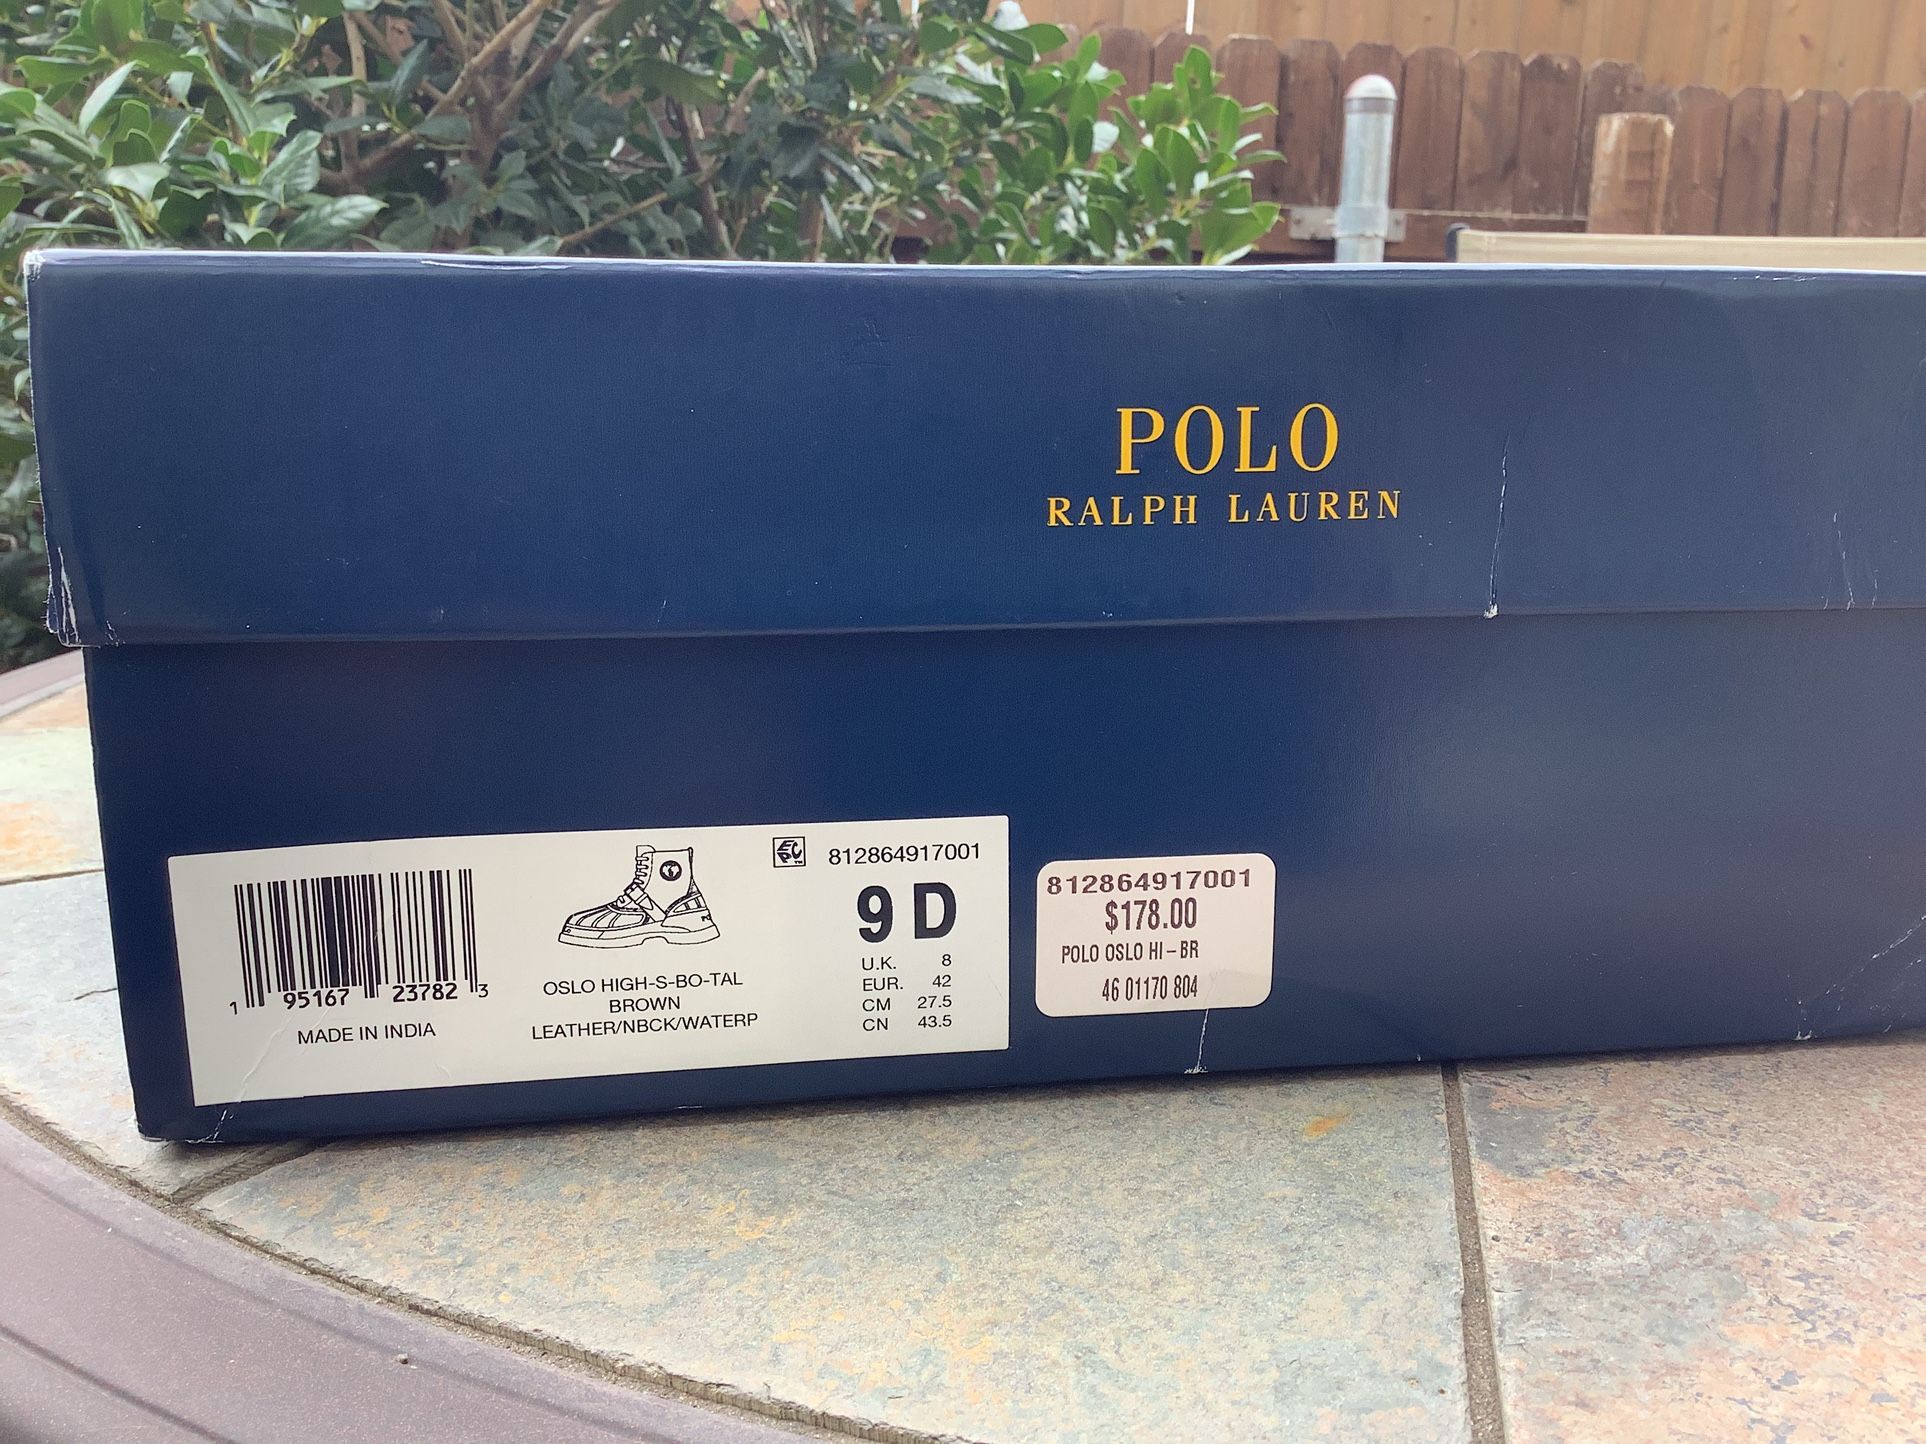 POLO
RALPH LAUREN
1 95167 23782 3
MADE IN INDIA
OSLO HIGH-S-BO-TAL
BROWN
LEATHER/NBCK/WATERP
812864917001
9 D
U.K. 8
EUR. 42
CM 27.5
CN 43.5
812864917001
$178.00
POLO OSLO HI-BR
46 01170 804